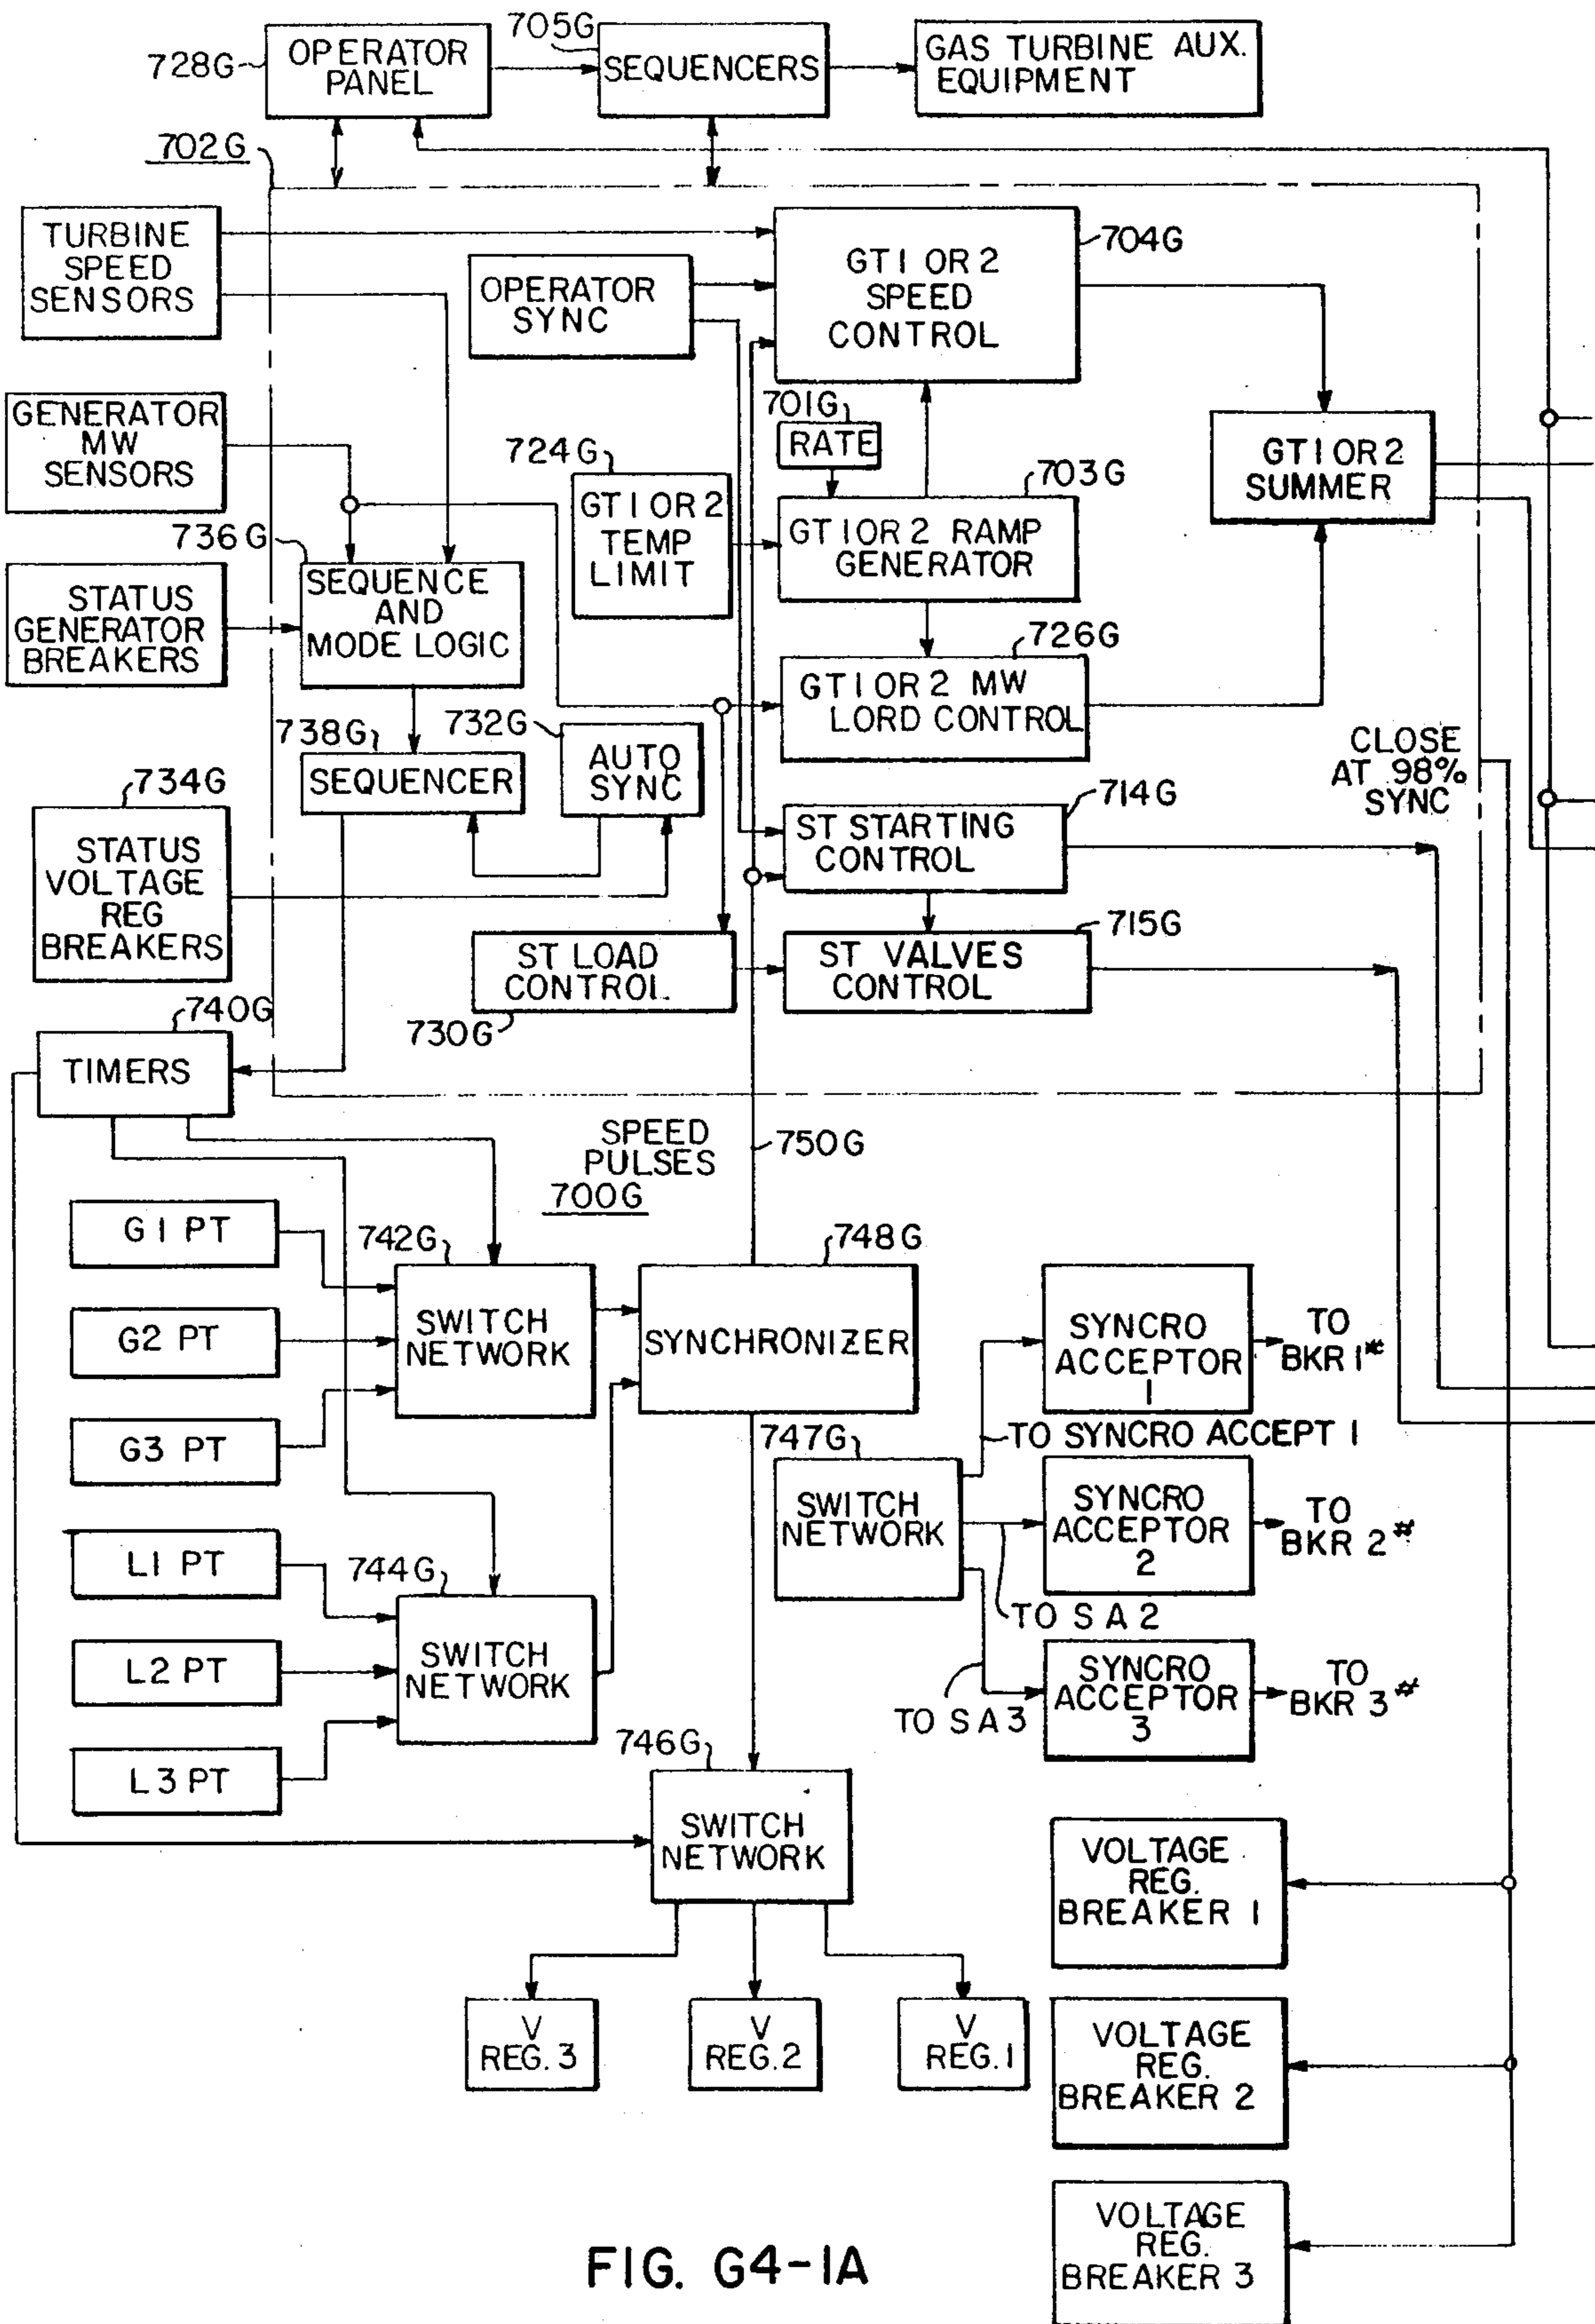 728G
OPERATOR
PANEL
705G
SEQUENCERS
GAS TURBINE AUX.
EQUIPMENT
702G
TURBINE
SPEED
SENSORS
OPERATOR
SYNC
GT1 OR 2
SPEED
CONTROL
704G
GENERATOR
MW
SENSORS
701G
RATE
724G
GT1 OR 2
TEMP
LIMIT
703G
GT1 OR 2 RAMP
GENERATOR
GT1 OR 2
SUMMER
736G
SEQUENCE
AND
MODE LOGIC
STATUS
GENERATOR
BREAKERS
726G
GT1 OR 2 MW
LORD CONTROL
738G
SEQUENCER
732G
AUTO
SYNC
CLOSE
AT 98%
SYNC
734G
STATUS
VOLTAGE
REG
BREAKERS
714G
ST STARTING
CONTROL
715G
ST VALVES
CONTROL
ST LOAD
CONTROL
730G
740G
TIMERS
SPEED
PULSES
700G
750G
G1 PT
G2 PT
G3 PT
742G
SWITCH
NETWORK
748G
SYNCHRONIZER
SYNCRO
ACCEPTOR
1
TO
BKR 1*
TO SYNCRO ACCEPT 1
747G
SWITCH
NETWORK
SYNCRO
ACCEPTOR
2
TO
BKR 2*
TO S A 2
L1 PT
L2 PT
L3 PT
744G
SWITCH
NETWORK
SYNCRO
ACCEPTOR
3
TO
BKR 3*
TO S A 3
746G
SWITCH
NETWORK
V
REG. 3
V
REG. 2
V
REG. 1
VOLTAGE
REG.
BREAKER 1
VOLTAGE
REG.
BREAKER 2
VOLTAGE
REG.
BREAKER 3
FIG. G4-1A